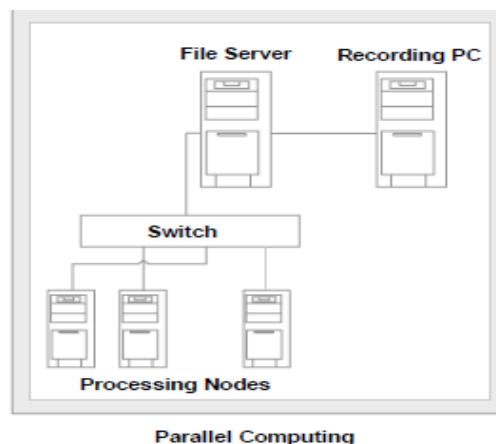 File Server
Recording PC
Switch
Processing Nodes
Parallel Computing